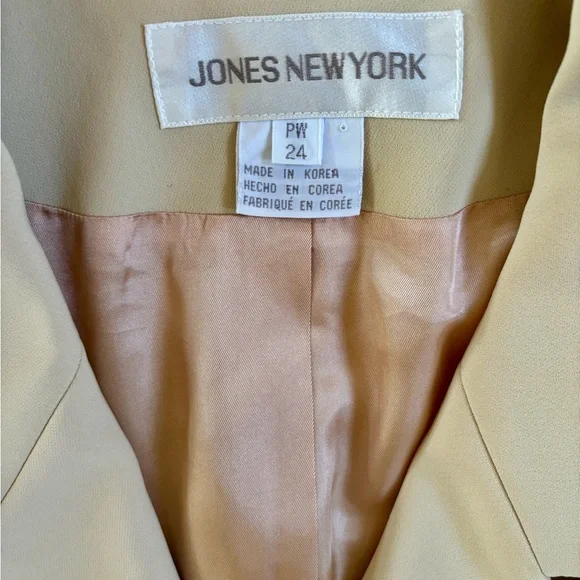 JONES NEW YORK
PW
24
MADE IN KOREA
HECHO EN COREA
FABRIQUÉ EN CORÉE